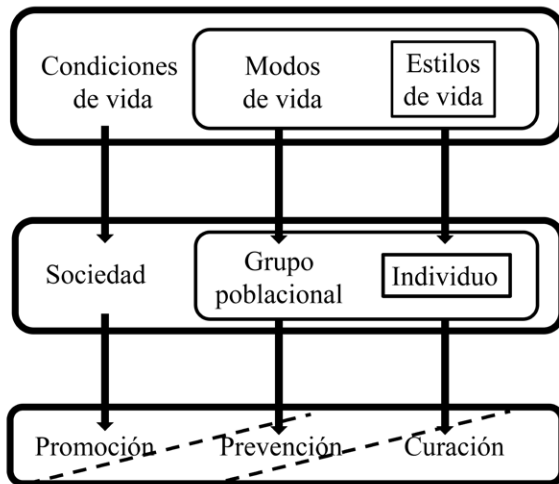 Condiciones
de vida
Modos
de vida
Estilos
de vida
Sociedad
Grupo
poblacional
Individuo
Promoción
Prevención
Curación